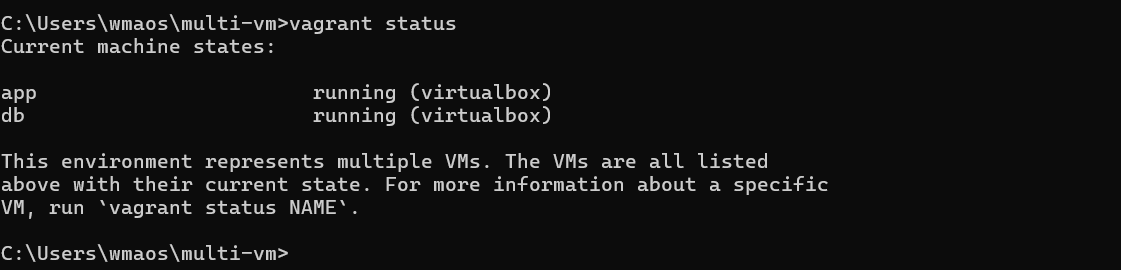 C:\Users\wmaos\multi-vm>vagrant status
Current machine states:
app                       running (virtualbox)
db                        running (virtualbox)
This environment represents multiple VMs. The VMs are all listed
above with their current state. For more information about a specific
VM, run `vagrant status NAME`.
C:\Users\wmaos\multi-vm>